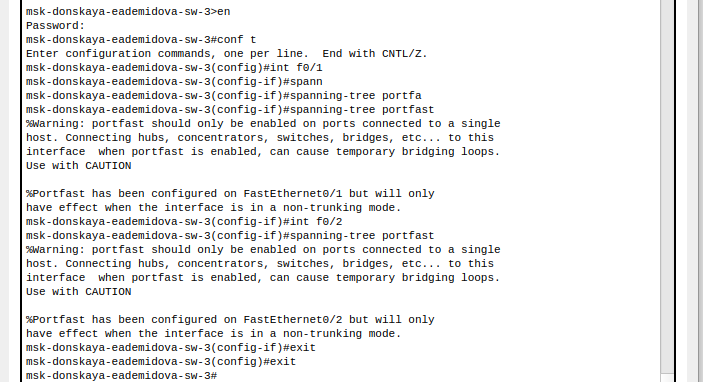 msk-donskaya-eademidova-sw-3>en
Password:
msk-donskaya-eademidova-sw-3#conf t
Enter configuration commands, one per line.  End with CNTL/Z.
msk-donskaya-eademidova-sw-3(config)#int f0/1
msk-donskaya-eademidova-sw-3(config-if)#spann
msk-donskaya-eademidova-sw-3(config-if)#spanning-tree portfa
msk-donskaya-eademidova-sw-3(config-if)#spanning-tree portfast
%Warning: portfast should only be enabled on ports connected to a single
host. Connecting hubs, concentrators, switches, bridges, etc... to this
interface  when portfast is enabled, can cause temporary bridging loops.
Use with CAUTION

%Portfast has been configured on FastEthernet0/1 but will only
have effect when the interface is in a non-trunking mode.
msk-donskaya-eademidova-sw-3(config-if)#int f0/2
msk-donskaya-eademidova-sw-3(config-if)#spanning-tree portfast
%Warning: portfast should only be enabled on ports connected to a single
host. Connecting hubs, concentrators, switches, bridges, etc... to this
interface  when portfast is enabled, can cause temporary bridging loops.
Use with CAUTION

%Portfast has been configured on FastEthernet0/2 but will only
have effect when the interface is in a non-trunking mode.
msk-donskaya-eademidova-sw-3(config-if)#exit
msk-donskaya-eademidova-sw-3(config)#exit
msk-donskaya-eademidova-sw-3#